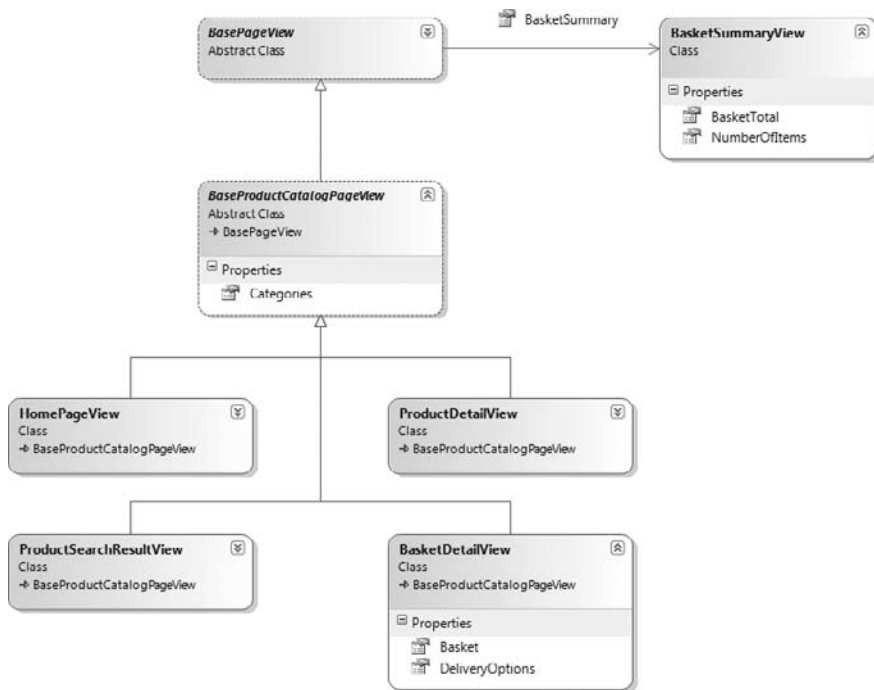 BasePageView
Abstract Class
BasketSummary
BasketSummaryView
Class
Properties
BasketTotal
NumberOfItems
BaseProductCatalogPageView
Abstract Class
BasePageView
Properties
Categories
HomePageView
Class
BaseProductCatalogPageView
ProductDetailView
Class
BaseProductCatalogPageView
ProductSearchResultView
Class
BaseProductCatalogPageView
BasketDetailView
Class
BaseProductCatalogPageView
Properties
Basket
DeliveryOptions